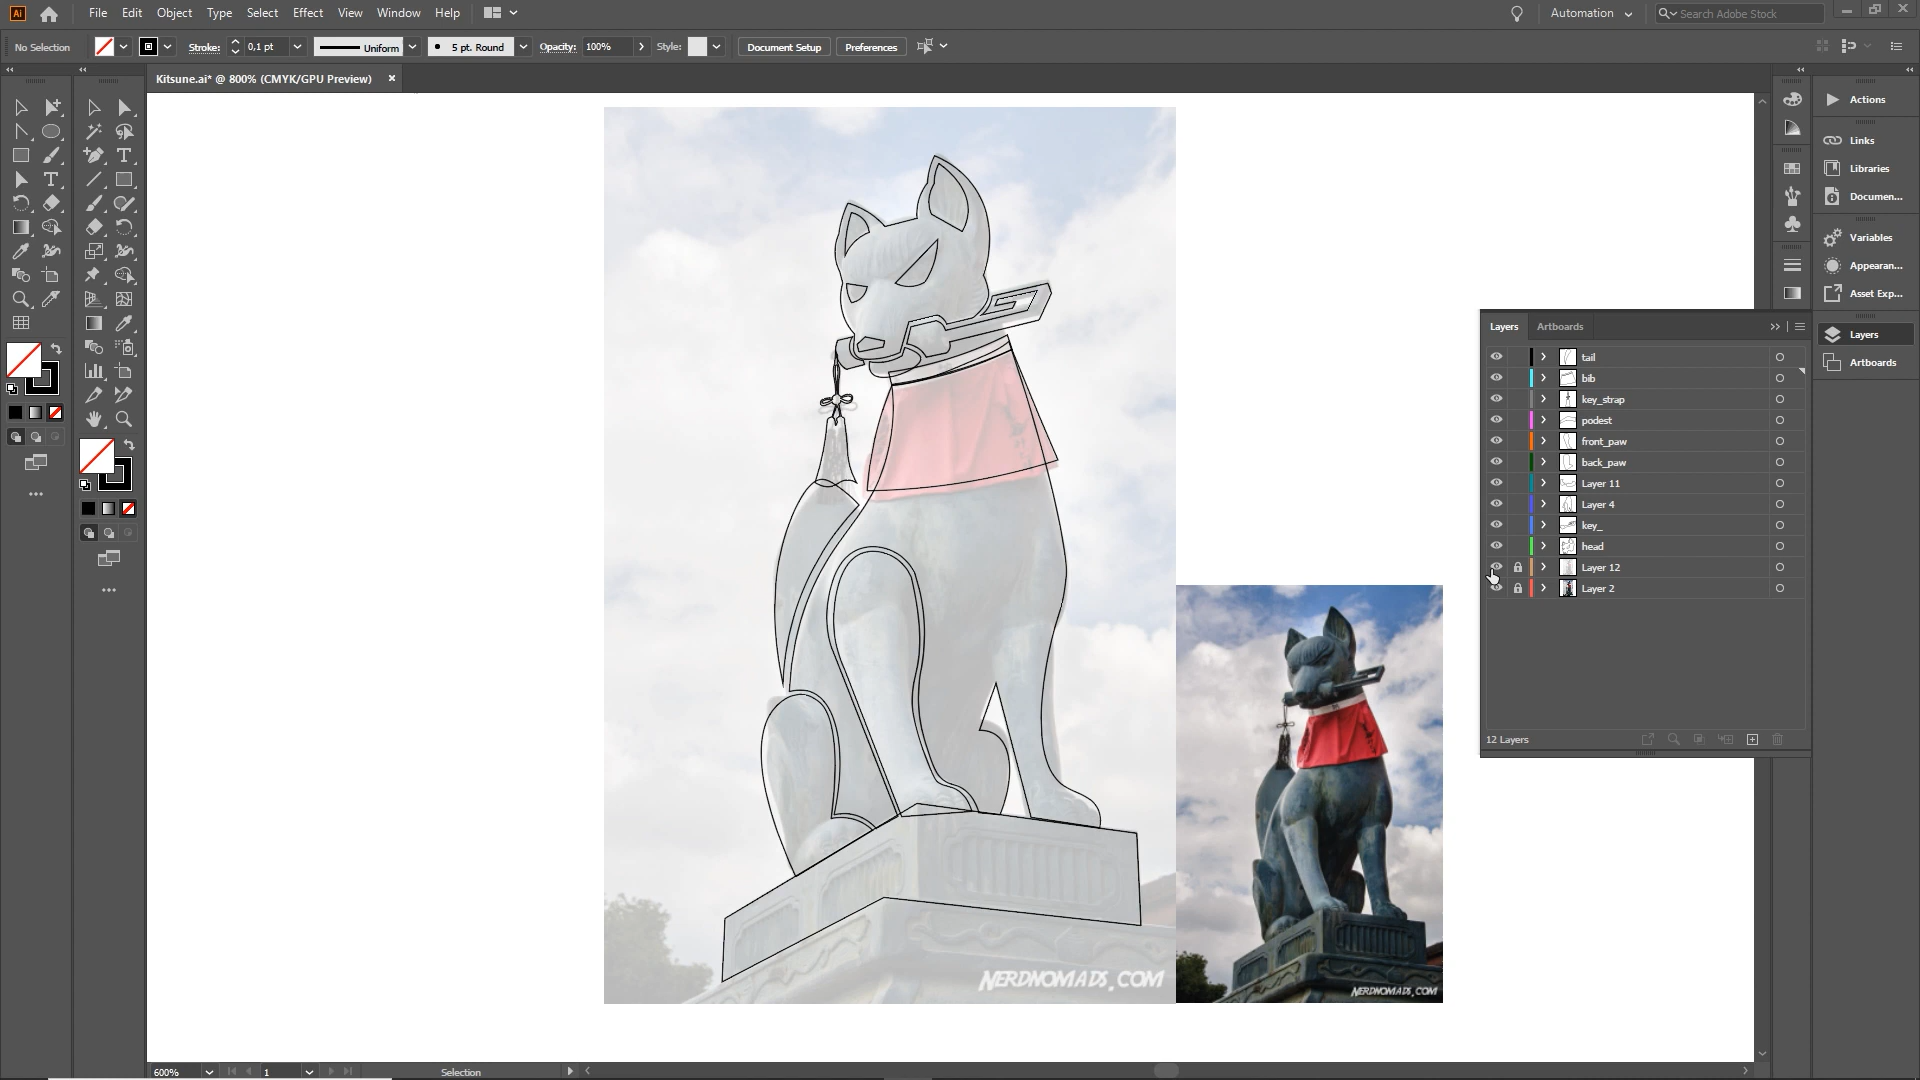 Ai File Edit Object Type Select Effect View Window Help Automation Search Adobe Stock
No Selection Stroke: 0,1 pt Uniform 5 pt. Round Opacity: 100% Style: Document Setup Preferences
Kitsune.ai* @ 800% (CMYK/GPU Preview)
Actions
Links
Libraries
Documen...
Variables
Appearan...
Asset Exp...
Layers
Artboards
Layers Artboards
tail
bib
key_strap
podest
front_paw
back_paw
Layer 11
Layer 4
key_
head
Layer 12
Layer 2
12 Layers
NERDNOMADS.COM
NERDNOMADS.COM
600% 1 Selection